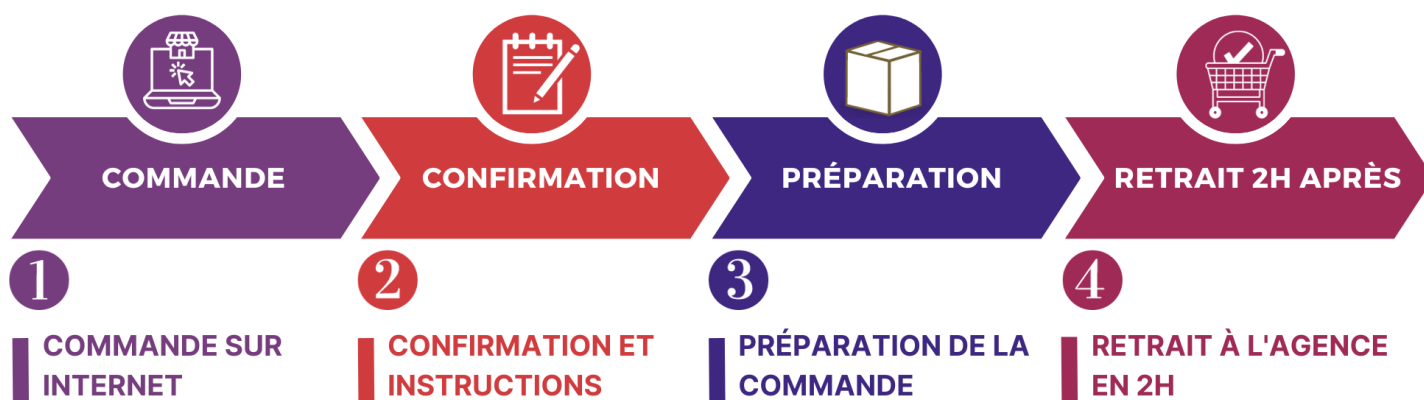 COMMANDE
CONFIRMATION
PRÉPARATION
RETRAIT 2H APRÈS
1
COMMANDE SUR
INTERNET
2
CONFIRMATION ET
INSTRUCTIONS
3
PRÉPARATION DE LA
COMMANDE
4
RETRAIT À L'AGENCE
EN 2H